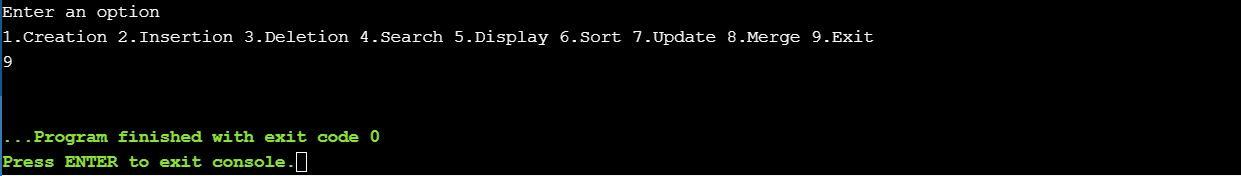 Enter an option
1.Creation 2.Insertion 3.Deletion 4.Search 5.Display 6.Sort 7.Update 8.Merge 9.Exit
9
...Program finished with exit code 0
Press ENTER to exit console.